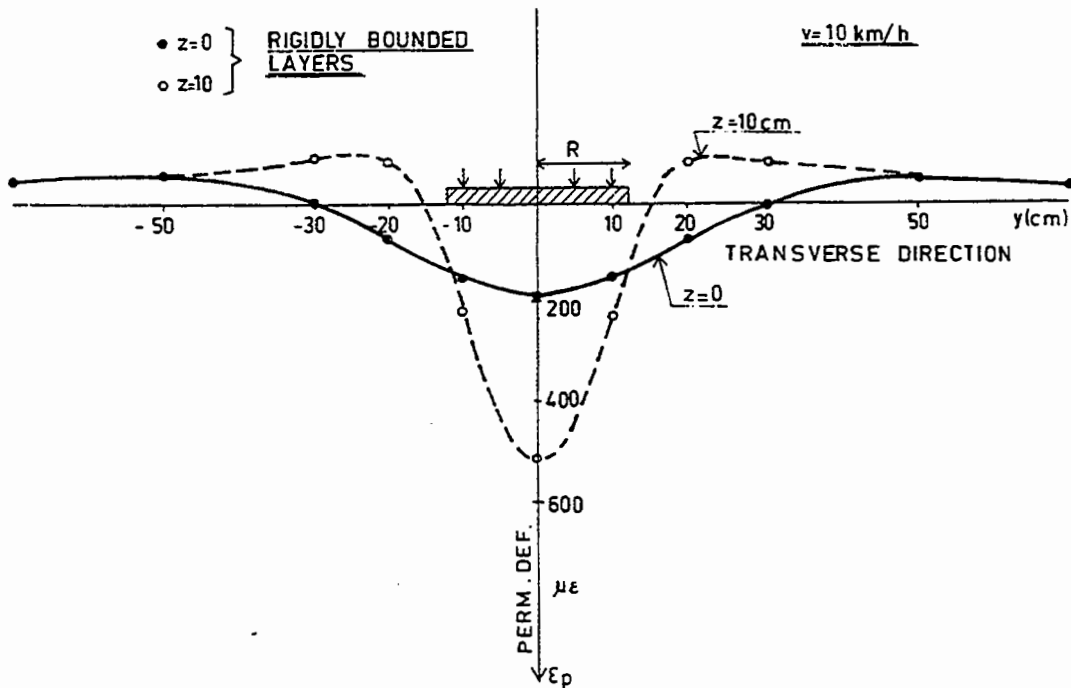 • z=0
○ z=10
RIGIDLY BOUNDED
LAYERS
v=10 km/h
z=10cm
R
-50
-30
-20
-10
10
20
30
50
y(cm)
TRANSVERSE DIRECTION
z=0
200
400
600
PERM. DEF.
με
εp